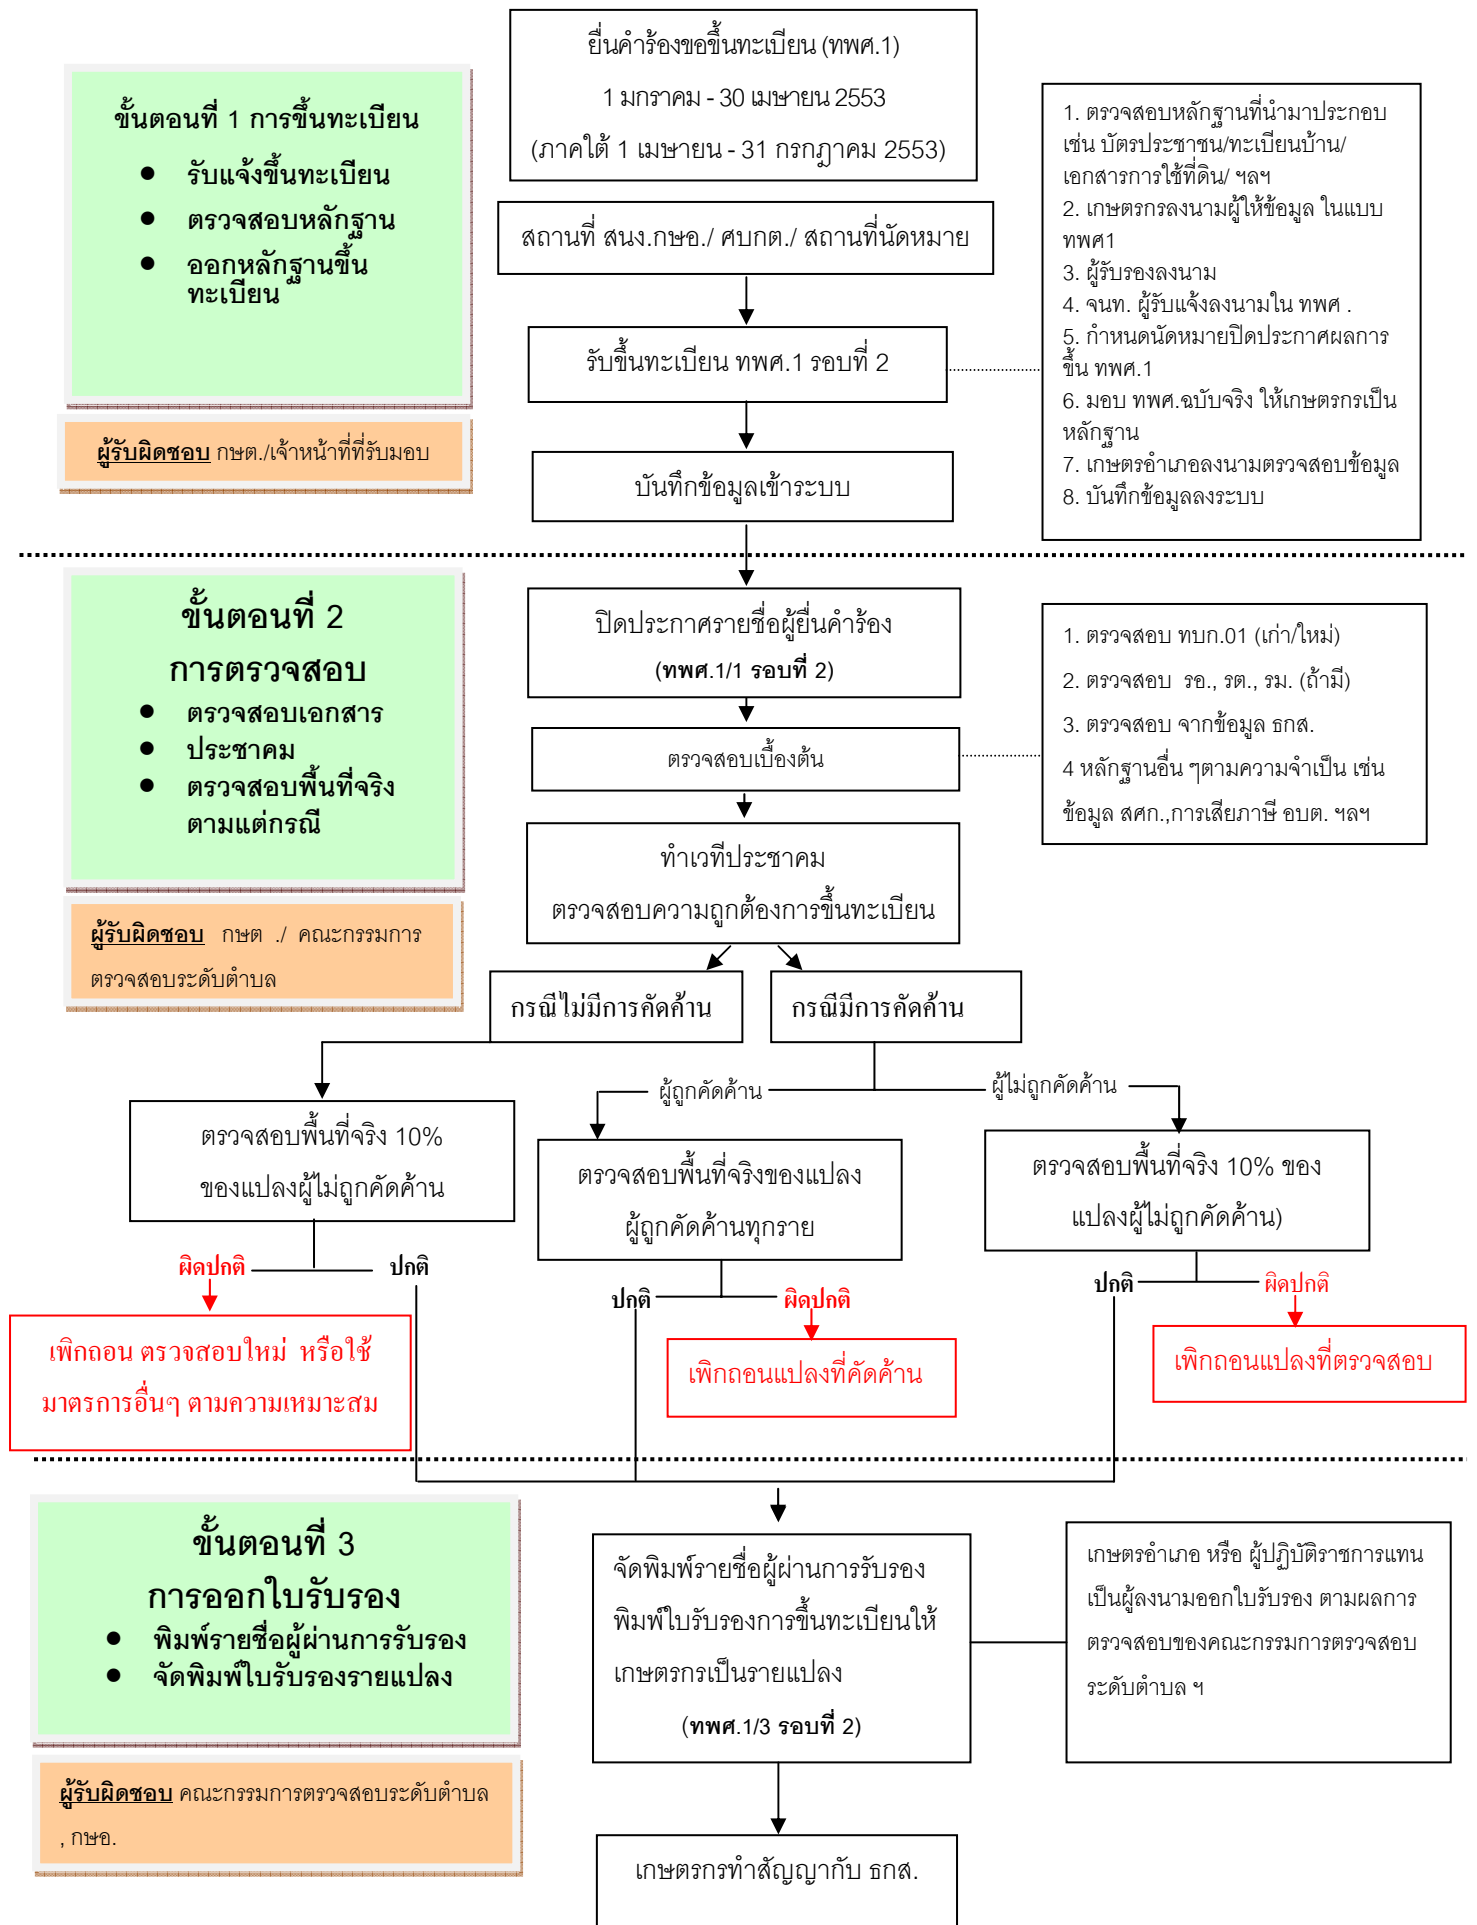 ยื่นคำร้องขอขึ้นทะเบียน (ทพศ.1)
1 มกราคม - 30 เมษายน 2553
(ภาคใต้ 1 เมษายน - 31 กรกฎาคม 2553)
ขั้นตอนที่ 1 การขึ้นทะเบียน
● รับแจ้งขึ้นทะเบียน
● ตรวจสอบหลักฐาน
● ออกหลักฐานขึ้น
ทะเบียน
ผู้รับผิดชอบ กษต./เจ้าหน้าที่ที่รับมอบ
สถานที่ สนง.กษอ./ ศบกต./ สถานที่นัดหมาย
รับขึ้นทะเบียน ทพศ.1 รอบที่ 2
บันทึกข้อมูลเข้าระบบ
1. ตรวจสอบหลักฐานที่นำมาประกอบ
เช่น บัตรประชาชน/ทะเบียนบ้าน/
เอกสารการใช้ที่ดิน/ ฯลฯ
2. เกษตรกรลงนามผู้ให้ข้อมูล ในแบบ
ทพศ1
3. ผู้รับรองลงนาม
4. จนท. ผู้รับแจ้งลงนามใน ทพศ .
5. กำหนดนัดหมายปิดประกาศผลการ
ขึ้น ทพศ.1
6. มอบ ทพศ.ฉบับจริง ให้เกษตรกรเป็น
หลักฐาน
7. เกษตรอำเภอลงนามตรวจสอบข้อมูล
8. บันทึกข้อมูลลงระบบ
ขั้นตอนที่ 2
การตรวจสอบ
● ตรวจสอบเอกสาร
● ประชาคม
● ตรวจสอบพื้นที่จริง
ตามแต่กรณี
ผู้รับผิดชอบ กษต ./ คณะกรรมการ
ตรวจสอบระดับตำบล
ปิดประกาศรายชื่อผู้ยื่นคำร้อง
(ทพศ.1/1 รอบที่ 2)
ตรวจสอบเบื้องต้น
ทำเวทีประชาคม
ตรวจสอบความถูกต้องการขึ้นทะเบียน
1. ตรวจสอบ ทบก.01 (เก่า/ใหม่)
2. ตรวจสอบ รอ., รต., รม. (ถ้ามี)
3. ตรวจสอบ จากข้อมูล ธกส.
4 หลักฐานอื่น ๆตามความจำเป็น เช่น
ข้อมูล สศก.,การเสียภาษี อบต. ฯลฯ
กรณีไม่มีการคัดค้าน
กรณีมีการคัดค้าน
ผู้ถูกคัดค้าน
ผู้ไม่ถูกคัดค้าน
ตรวจสอบพื้นที่จริง 10%
ของแปลงผู้ไม่ถูกคัดค้าน
ตรวจสอบพื้นที่จริงของแปลง
ผู้ถูกคัดค้านทุกราย
ตรวจสอบพื้นที่จริง 10% ของ
แปลงผู้ไม่ถูกคัดค้าน)
ผิดปกติ
ปกติ
ปกติ
ผิดปกติ
ปกติ
ผิดปกติ
เพิกถอน ตรวจสอบใหม่ หรือใช้
มาตรการอื่นๆ ตามความเหมาะสม
เพิกถอนแปลงที่คัดค้าน
เพิกถอนแปลงที่ตรวจสอบ
ขั้นตอนที่ 3
การออกใบรับรอง
● พิมพ์รายชื่อผู้ผ่านการรับรอง
● จัดพิมพ์ใบรับรองรายแปลง
ผู้รับผิดชอบ คณะกรรมการตรวจสอบระดับตำบล
, กษอ.
จัดพิมพ์รายชื่อผู้ผ่านการรับรอง
พิมพ์ใบรับรองการขึ้นทะเบียนให้
เกษตรกรเป็นรายแปลง
(ทพศ.1/3 รอบที่ 2)
เกษตรอำเภอ หรือ ผู้ปฏิบัติราชการแทน
เป็นผู้ลงนามออกใบรับรอง ตามผลการ
ตรวจสอบของคณะกรรมการตรวจสอบ
ระดับตำบล ฯ
เกษตรกรทำสัญญากับ ธกส.